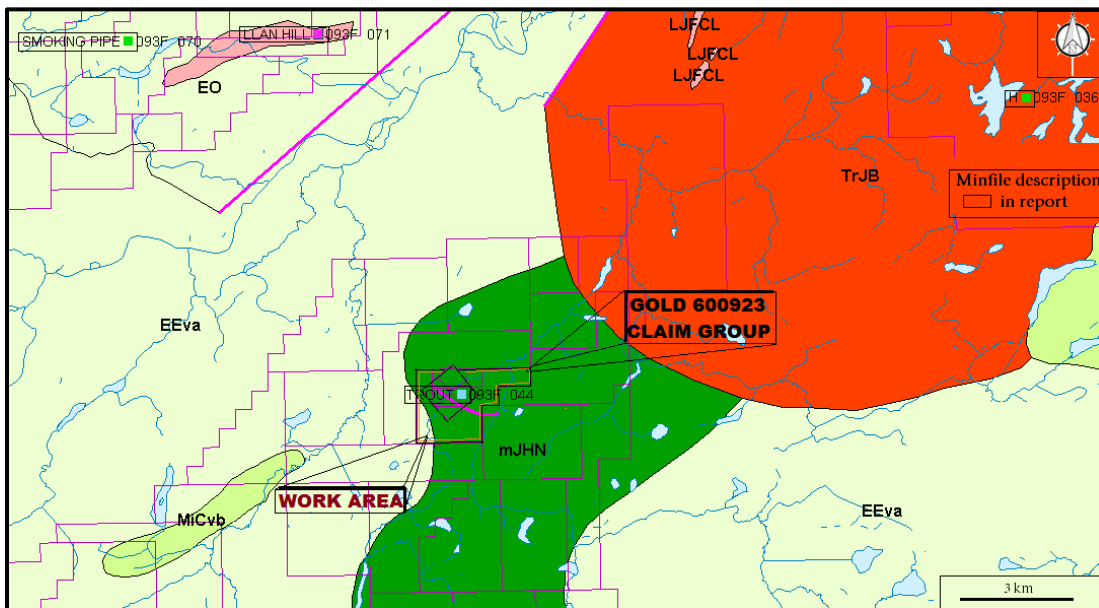 SMOKING PIPE 093F 070
LLAN HILL 093F 071
LJFCL
LJFCL
LJFCL
EO
H 093F 036
TrJB
Minfile description
in report
EEva
GOLD 600923
CLAIM GROUP
TROUT 093F 044
mJHN
WORK AREA
MiCvb
EEva
3 km